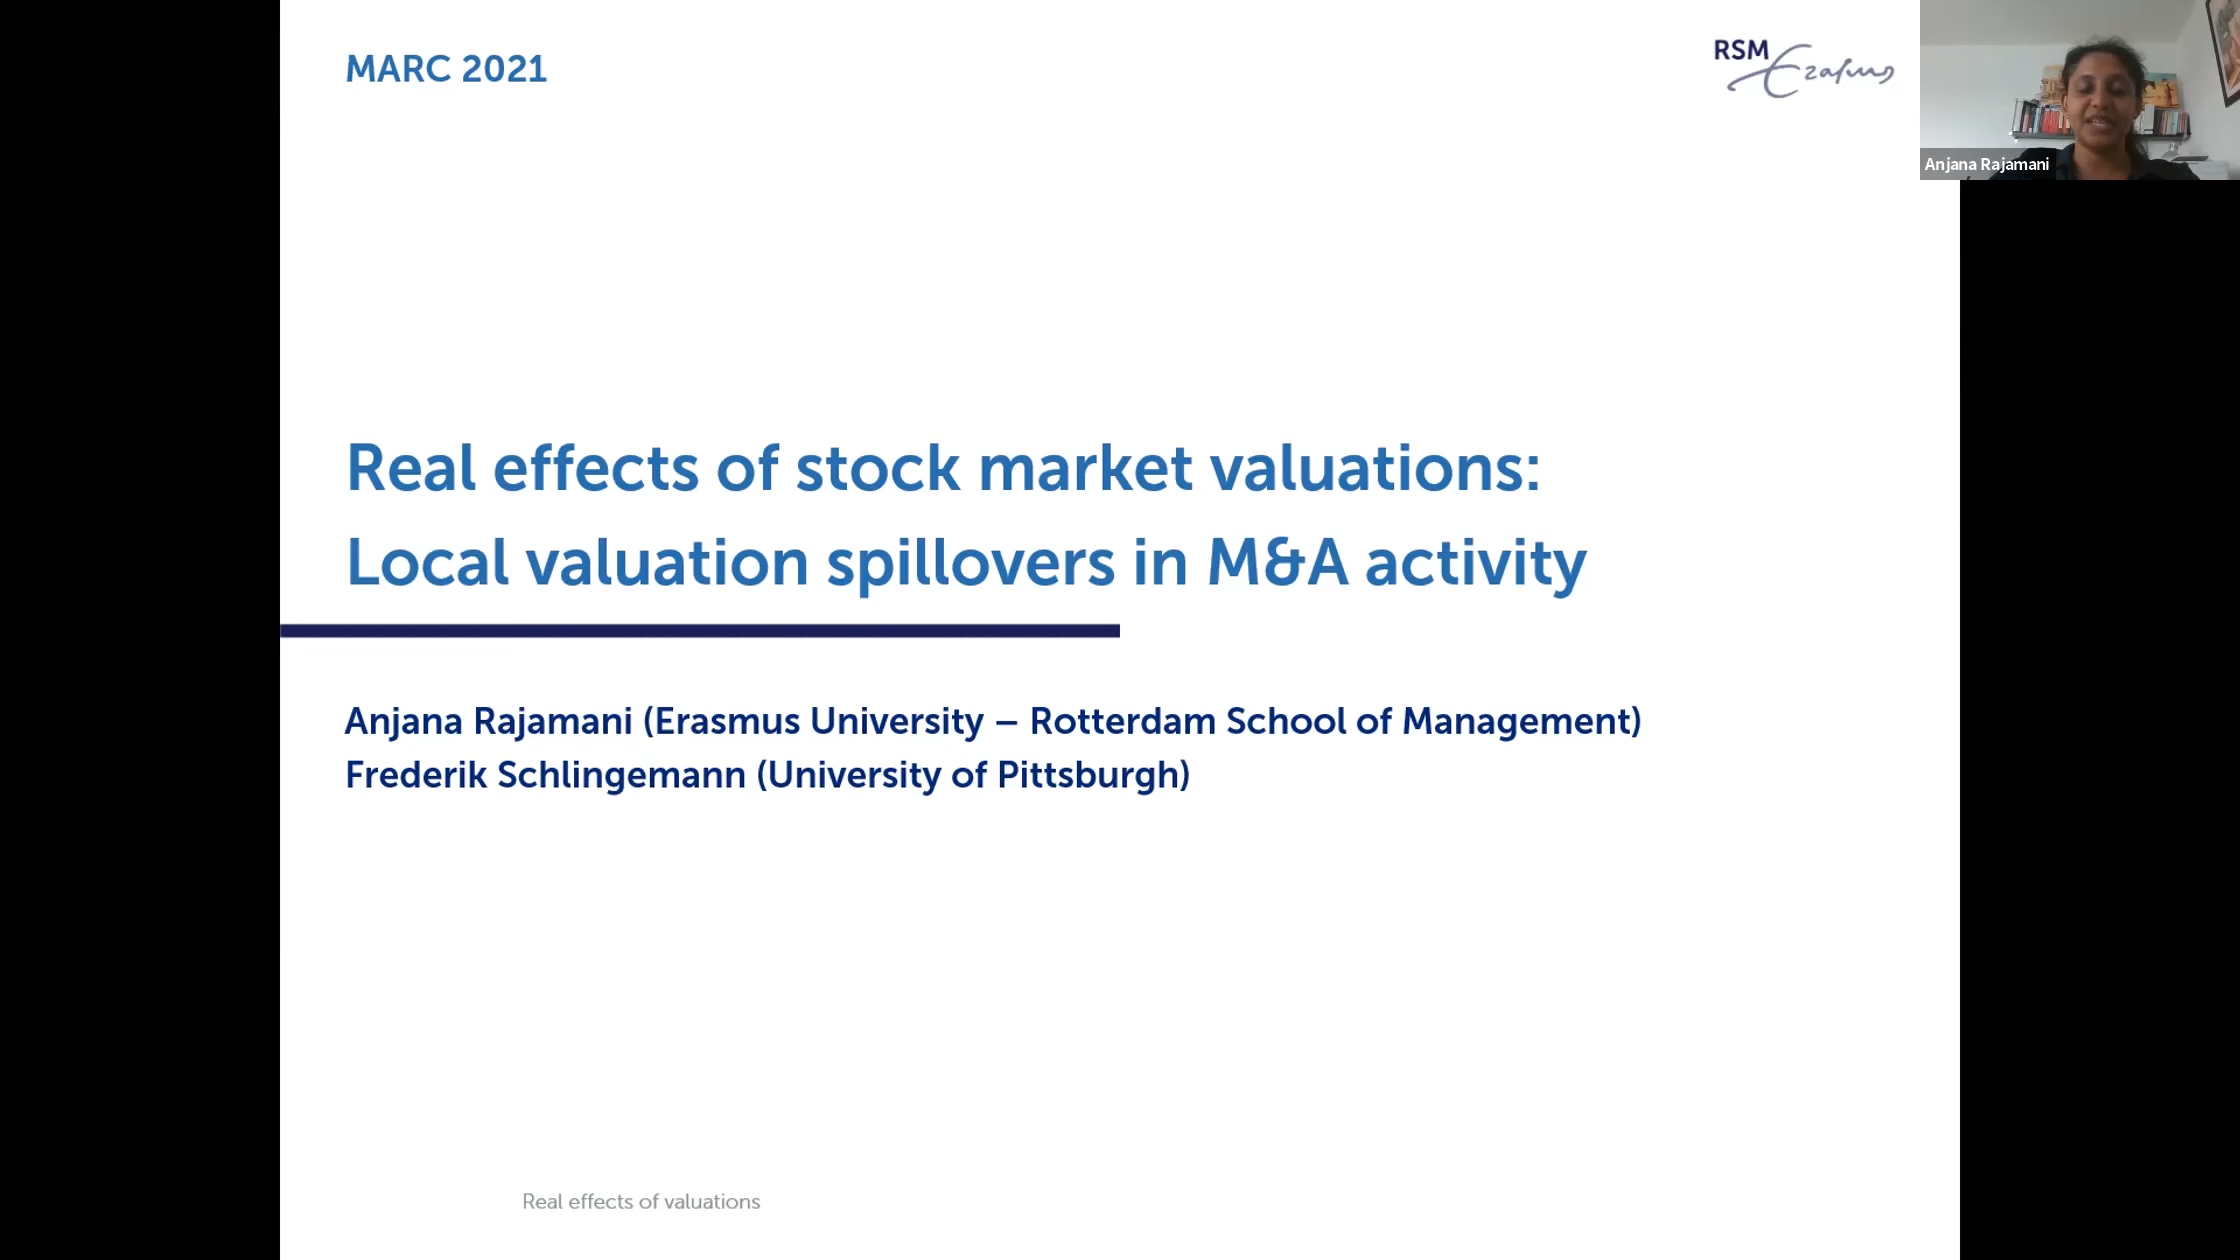 MARC 2021
RSM
Erasmus
Anjana Rajamani
Real effects of stock market valuations:
Local valuation spillovers in M&A activity
Anjana Rajamani (Erasmus University – Rotterdam School of Management)
Frederik Schlingemann (University of Pittsburgh)
Real effects of valuations